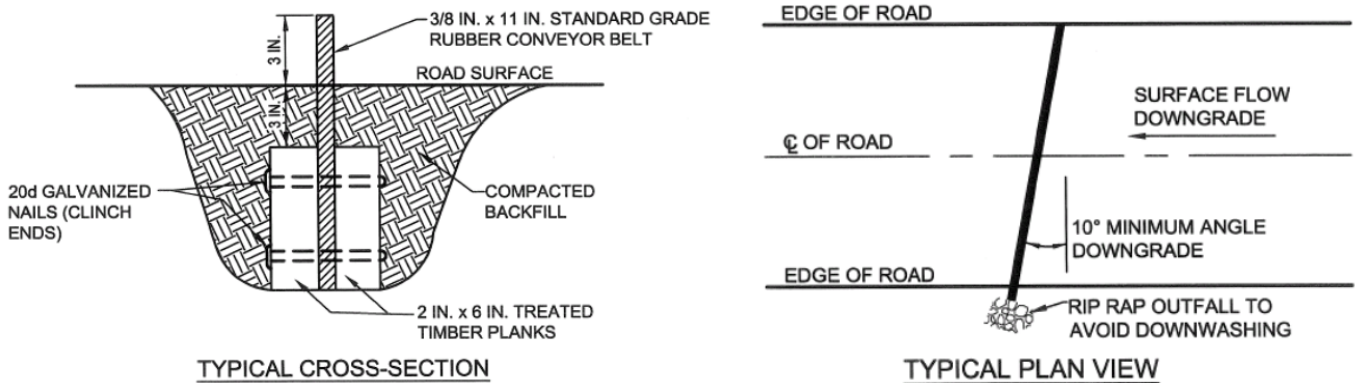 3/8 IN. x 11 IN. STANDARD GRADE
RUBBER CONVEYOR BELT
3 IN.
ROAD SURFACE
3 IN.
20d GALVANIZED
NAILS (CLINCH
ENDS)
COMPACTED
BACKFILL
2 IN. x 6 IN. TREATED
TIMBER PLANKS
TYPICAL CROSS-SECTION
EDGE OF ROAD
SURFACE FLOW
DOWNGRADE
℄ OF ROAD
10° MINIMUM ANGLE
DOWNGRADE
EDGE OF ROAD
RIP RAP OUTFALL TO
AVOID DOWNWASHING
TYPICAL PLAN VIEW